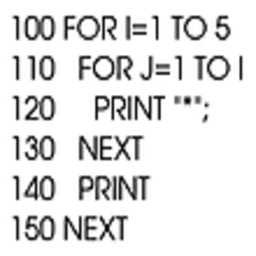 100 FOR I=1 TO 5
110   FOR J=1 TO I
120     PRINT "*";
130   NEXT
140   PRINT
150 NEXT